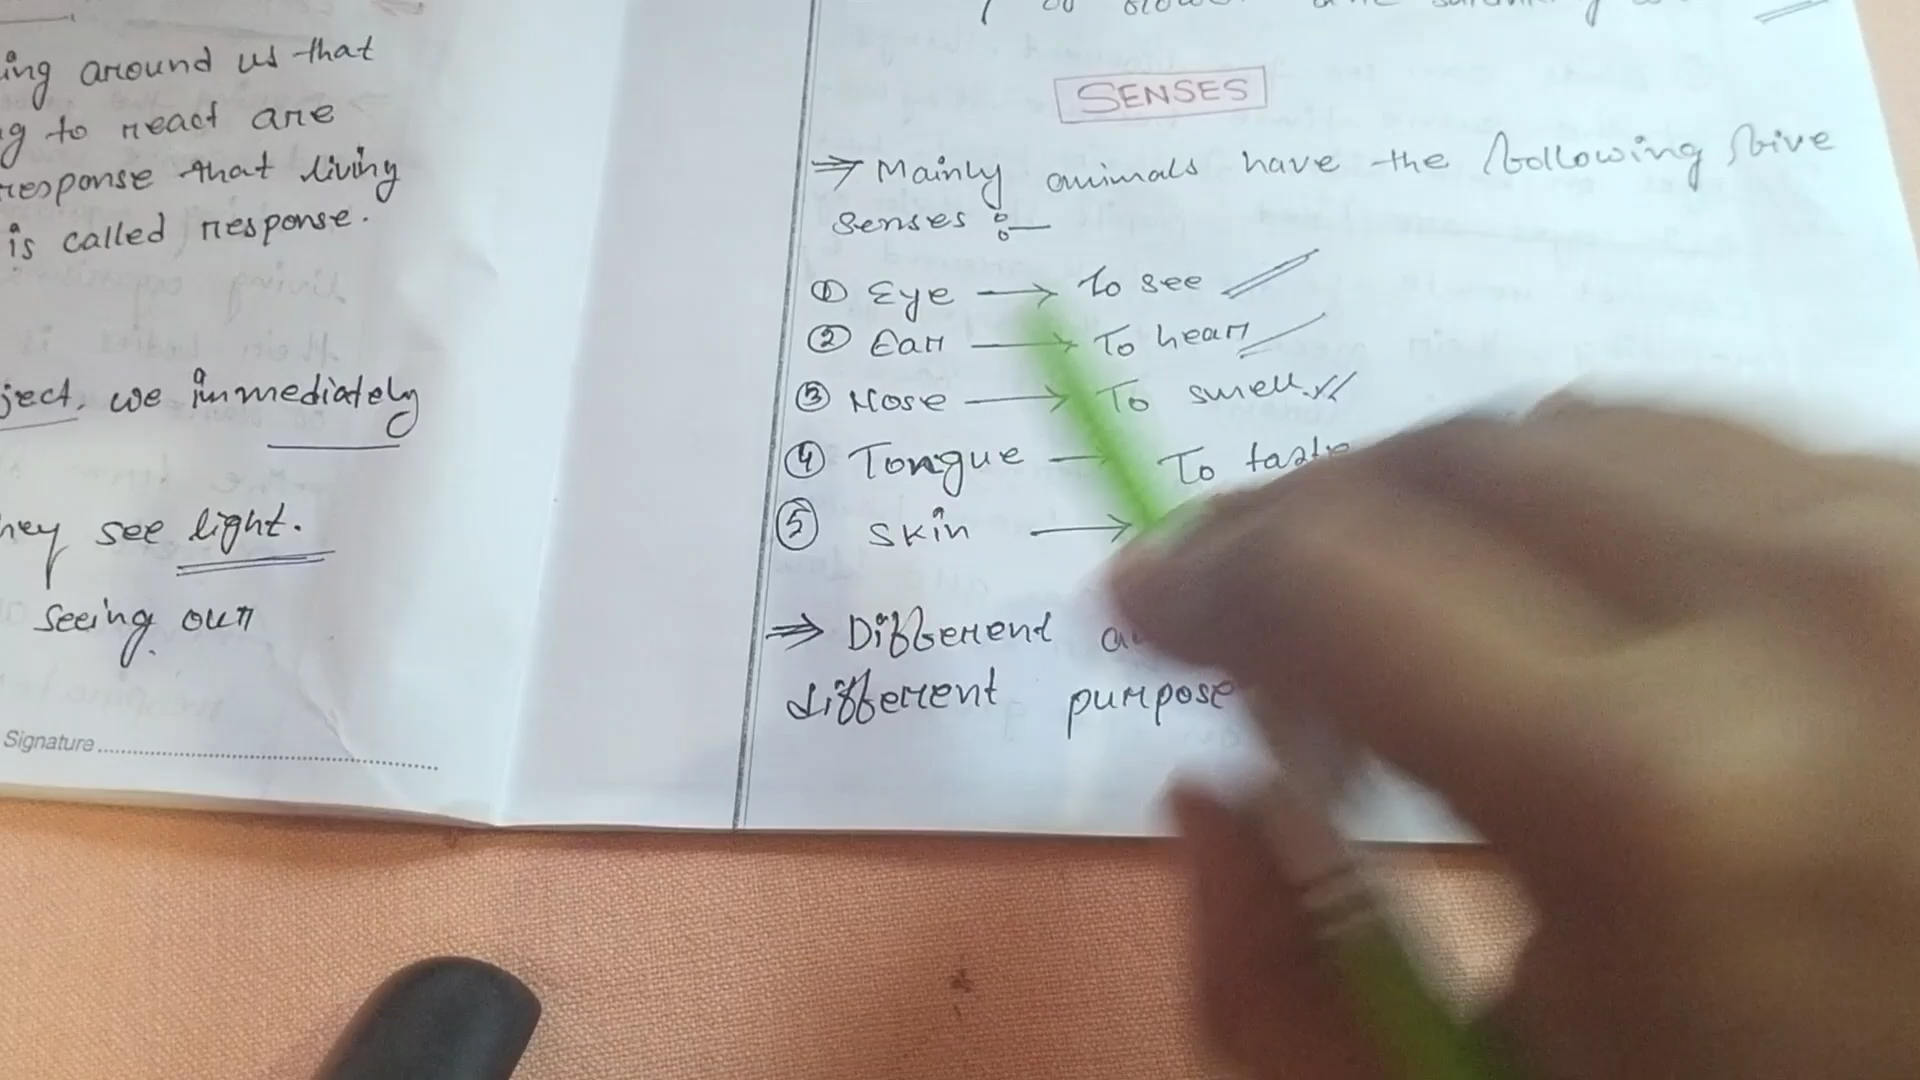 ing around us that
g to react are
response that living
is called response.
ject, we immediately
hey see light.
seeing our
Signature
SENSES
⇒ Mainly animals have the following five
senses :—
① Eye → To see
② Ear → To hear
③ Nose → To smell
④ Tongue → To taste
⑤ Skin →
⇒ Different
different purpose